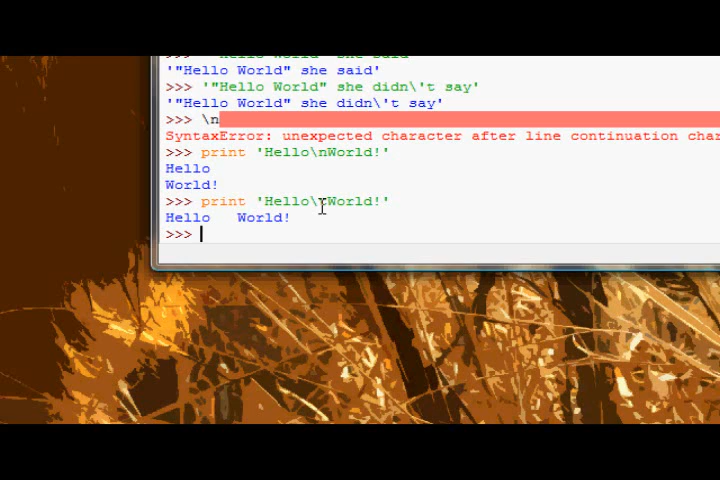 '"Hello World" she said'
>>> '"Hello World" she didn\'t say'
'"Hello World" she didn\'t say'
>>> \n
SyntaxError: unexpected character after line continuation char
>>> print 'Hello\nWorld!'
Hello
World!
>>> print 'Hello\tWorld!'
Hello   World!
>>>